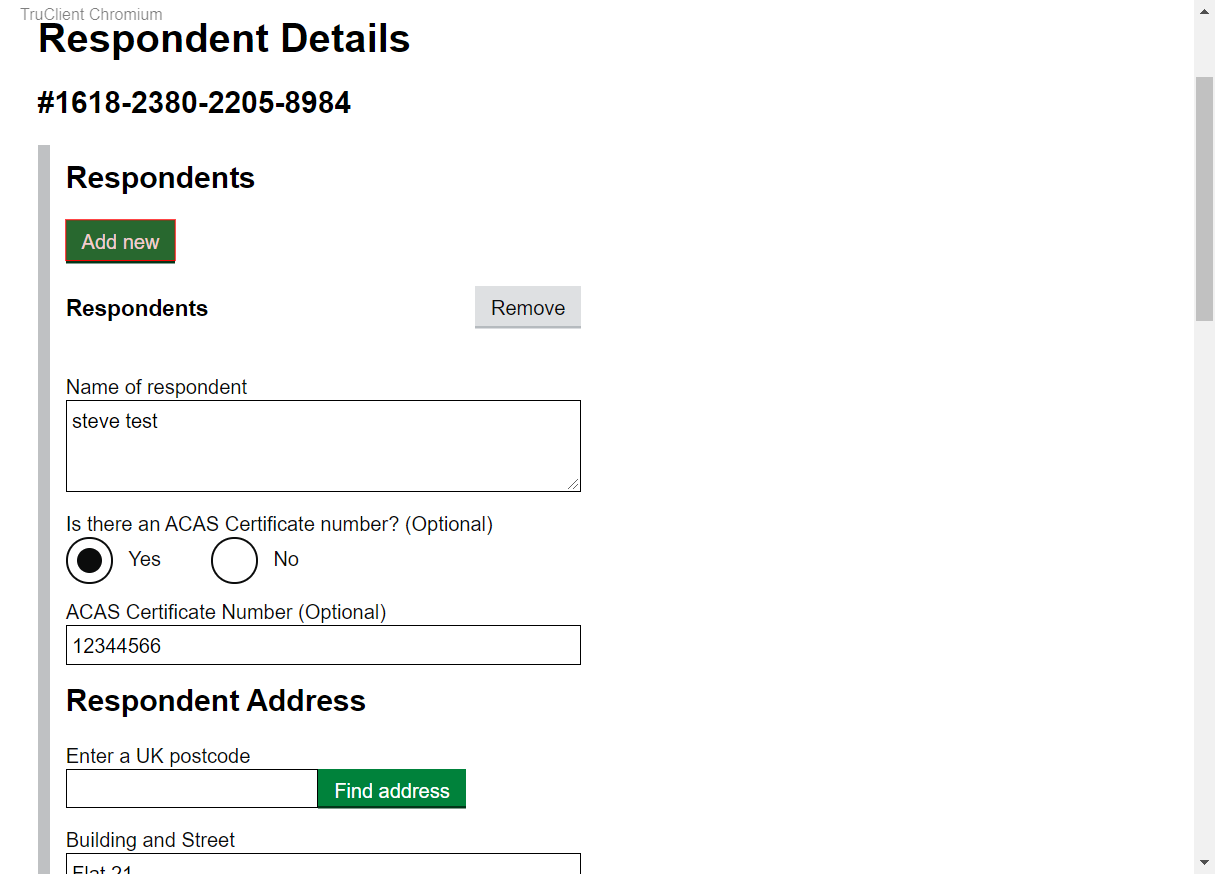 TruClient Chromium
Respondent Details
#1618-2380-2205-8984
Respondents
Add new
Respondents
Remove
Name of respondent
steve test
Is there an ACAS Certificate number? (Optional)
Yes
No
ACAS Certificate Number (Optional)
12344566
Respondent Address
Enter a UK postcode
Find address
Building and Street
Flat 21